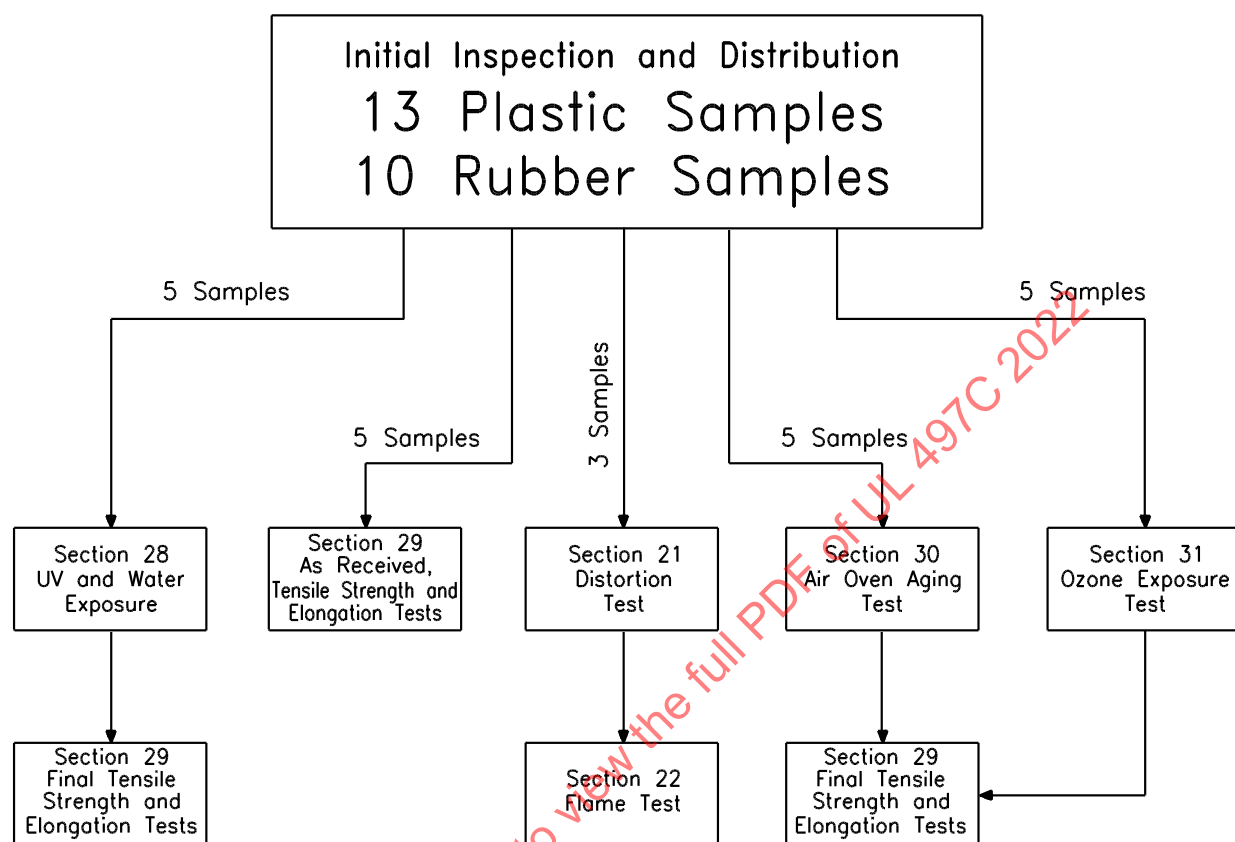 Initial Inspection and Distribution
13 Plastic Samples
10 Rubber Samples
5 Samples
5 Samples
3 Samples
5 Samples
5 Samples
Section 28
UV and Water
Exposure
Section 29
As Received,
Tensile Strength and
Elongation Tests
Section 21
Distortion
Test
Section 30
Air Oven Aging
Test
Section 31
Ozone Exposure
Test
Section 29
Final Tensile
Strength and
Elongation Tests
Section 22
Flame Test
Section 29
Final Tensile
Strength and
Elongation Tests
to view the full PDF of UL 497C 2022